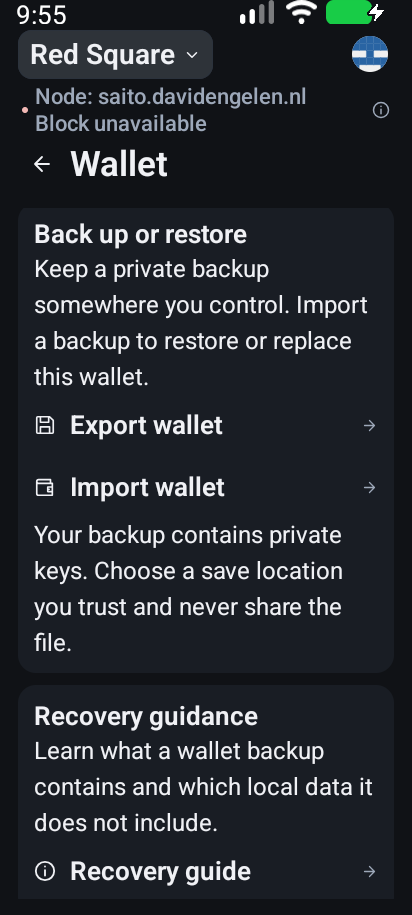 9:55
Red Square
Node: saito.davidengelen.nl
Block unavailable
Wallet
Back up or restore
Keep a private backup
somewhere you control. Import
a backup to restore or replace
this wallet.
Export wallet
Import wallet
Your backup contains private
keys. Choose a save location
you trust and never share the
file.
Recovery guidance
Learn what a wallet backup
contains and which local data it
does not include.
Recovery guide